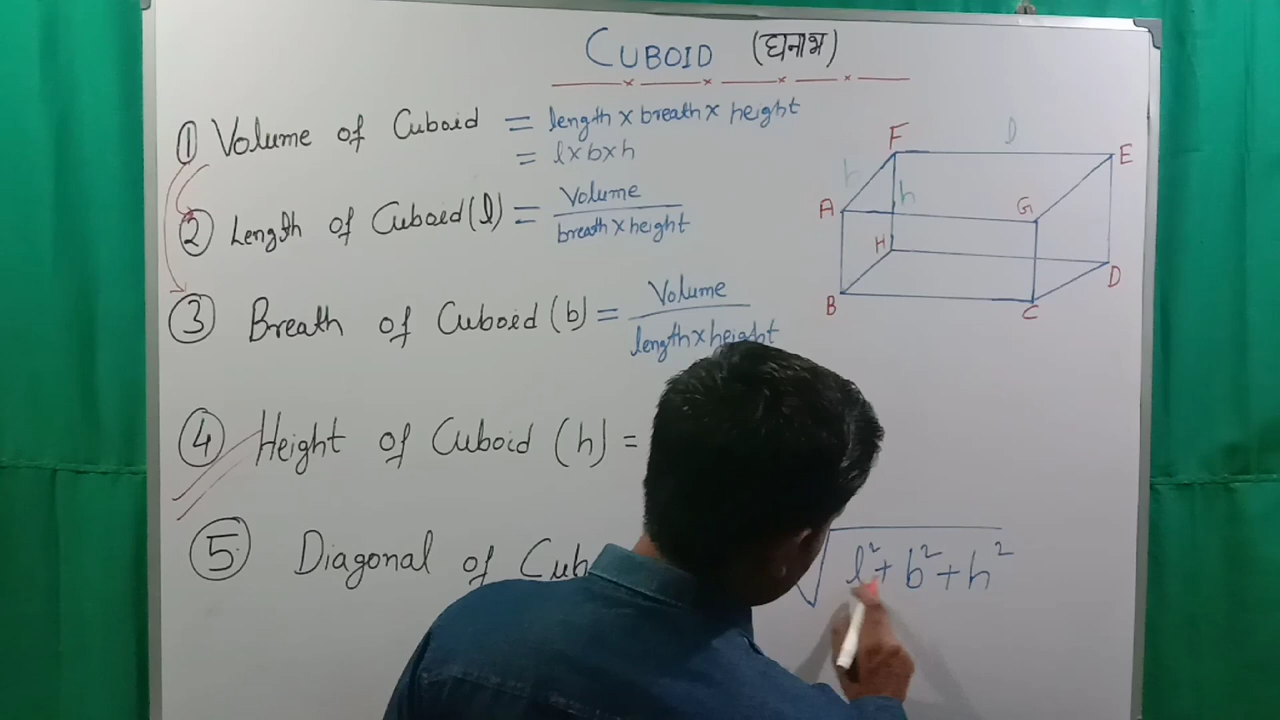 CUBOID (घनाभ)
① Volume of Cuboid = length × breath × height
= l×b×h
② Length of Cuboid (l) = Volume
breath × height
③ Breath of Cuboid (b) = Volume
length × height
④ Height of Cuboid (h) =
⑤ Diagonal of Cub
√ l² + b² + h²
F
E
h
A
G
H
D
B
C